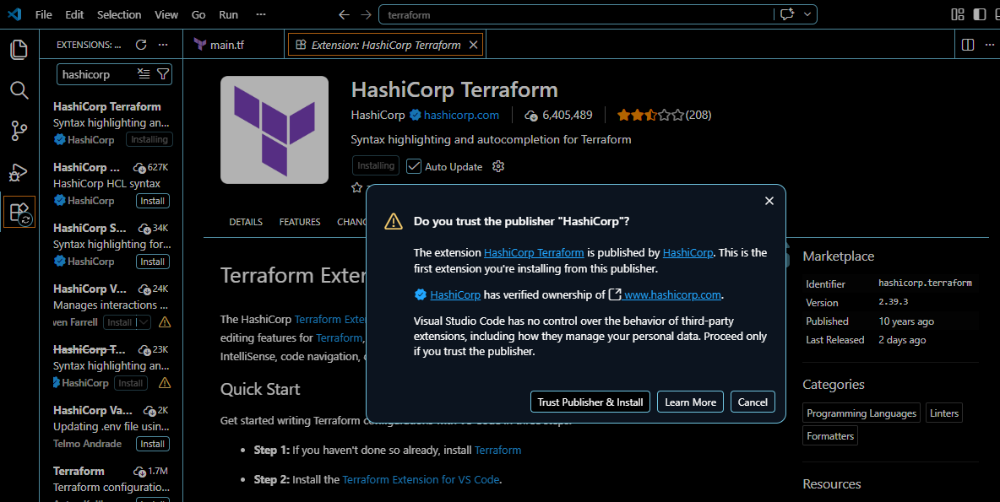 File Edit Selection View Go Run ···
terraform
EXTENSIONS: ...
main.tf
Extension: HashiCorp Terraform
hashicorp
HashiCorp Terraform
Syntax highlighting an...
HashiCorp Installing
HashiCorp ... 627K
HashiCorp HCL syntax
HashiCorp Install
HashiCorp S... 34K
Syntax highlighting for...
HashiCorp Install
HashiCorp V... 24K
Manages interactions ...
ven Farrell Install
HashiCorp T... 23K
Syntax highlighting an...
HashiCorp Install
HashiCorp Va... 2K
Updating .env file usin...
Telmo Andrade Install
Terraform 1.7M
Terraform configuratio...
HashiCorp Terraform
HashiCorp hashicorp.com 6,405,489 (208)
Syntax highlighting and autocompletion for Terraform
Installing Auto Update
DETAILS FEATURES CHANG
Terraform Exter
The HashiCorp Terraform Exte
editing features for Terraform,
IntelliSense, code navigation,
Quick Start
Get started writing Terraform configurations with VS Code in three steps:
• Step 1: If you haven't done so already, install Terraform
• Step 2: Install the Terraform Extension for VS Code.
Do you trust the publisher "HashiCorp"?
The extension HashiCorp Terraform is published by HashiCorp. This is the
first extension you're installing from this publisher.
HashiCorp has verified ownership of www.hashicorp.com.
Visual Studio Code has no control over the behavior of third-party
extensions, including how they manage your personal data. Proceed only
if you trust the publisher.
Trust Publisher & Install Learn More Cancel
Marketplace
Identifier hashicorp.terraform
Version 2.39.3
Published 10 years ago
Last Released 2 days ago
Categories
Programming Languages Linters
Formatters
Resources